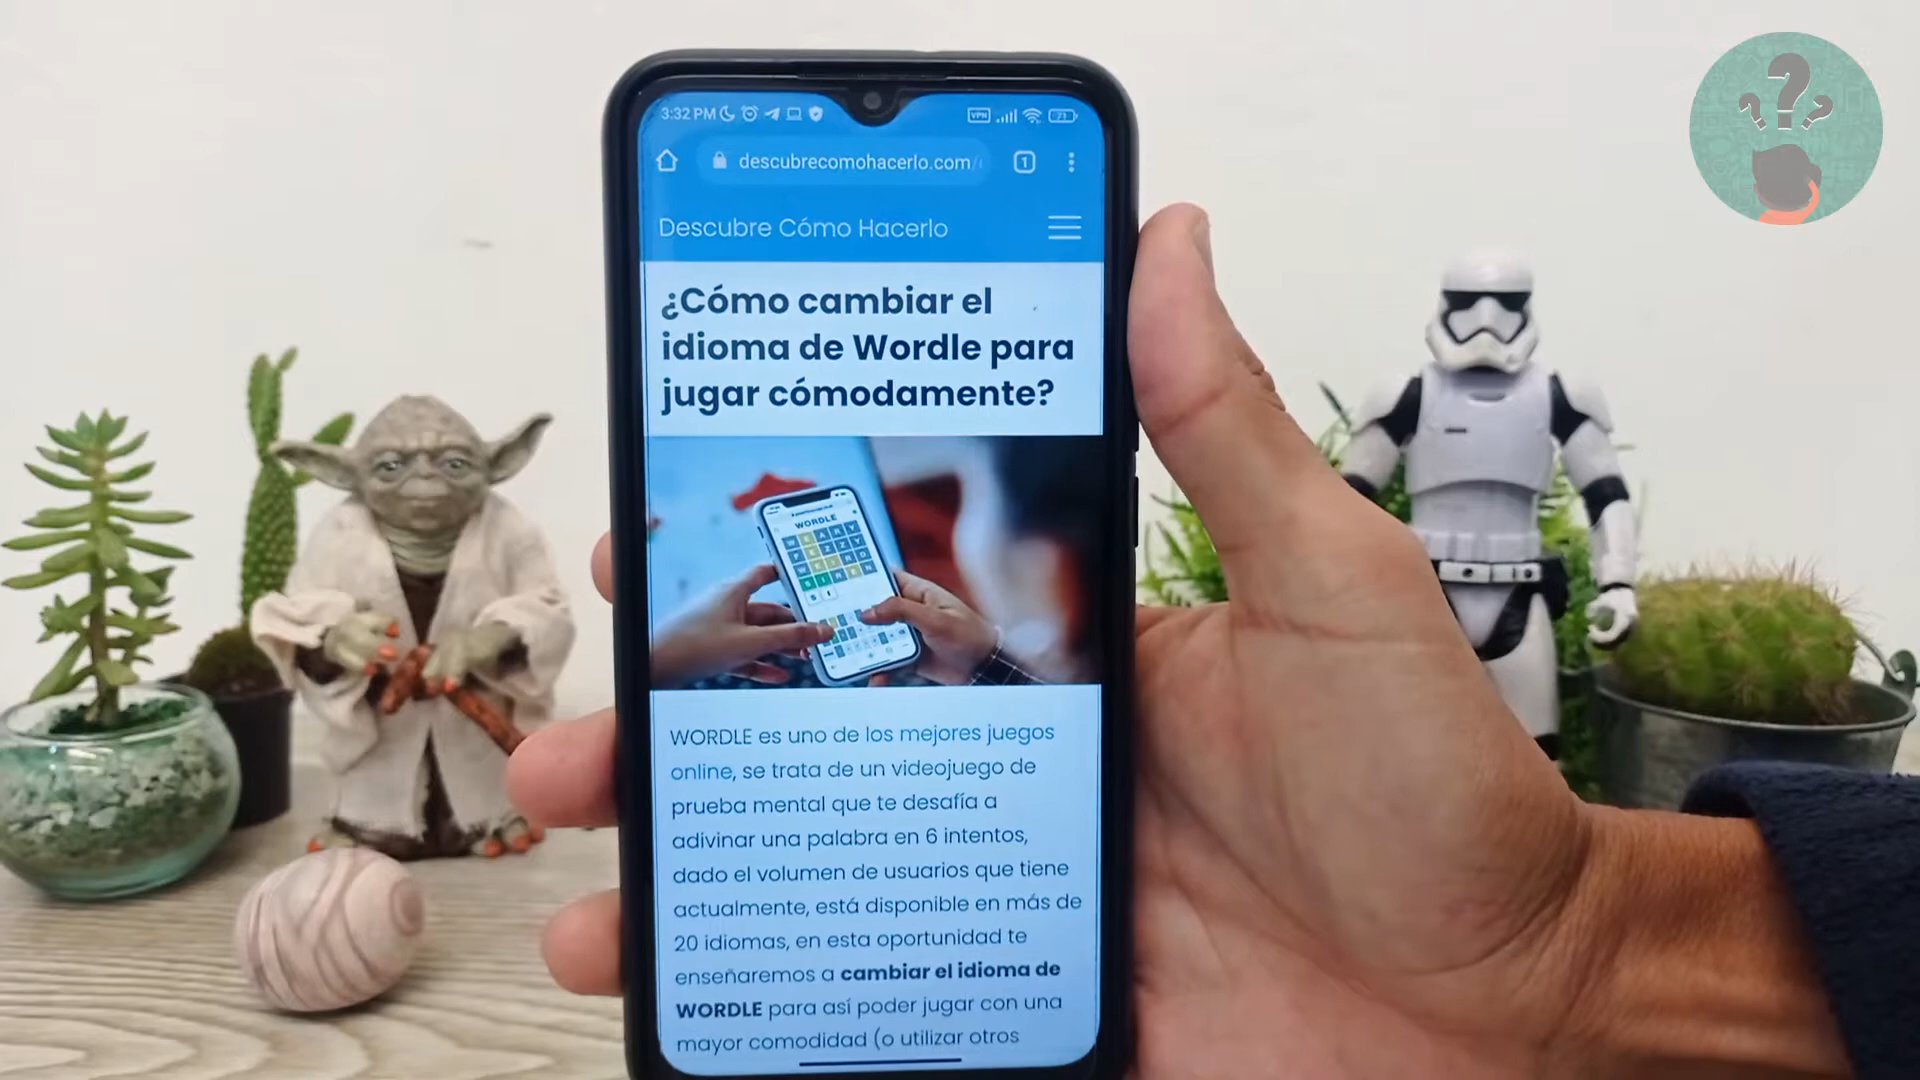 3:32 PM
VPN
73
descubrecomohacerlo.com/
1
Descubre Cómo Hacerlo
¿Cómo cambiar el
idioma de Wordle para
jugar cómodamente?
WORDLE
WEARY
WORDLE es uno de los mejores juegos
online, se trata de un videojuego de
prueba mental que te desafía a
adivinar una palabra en 6 intentos,
dado el volumen de usuarios que tiene
actualmente, está disponible en más de
20 idiomas, en esta oportunidad te
enseñaremos a cambiar el idioma de
WORDLE para así poder jugar con una
mayor comodidad (o utilizar otros